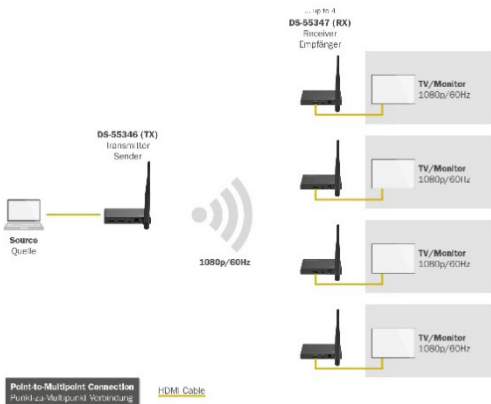 ... up to 4
DS-55347 (RX)
Receiver
Empfänger
TV/Monitor
1080p/60Hz
DS-55346 (TX)
Transmitter
Sender
TV/Monitor
1080p/60Hz
Source
Quelle
1080p/60Hz
TV/Monitor
1080p/60Hz
TV/Monitor
1080p/60Hz
Point-to-Multipoint Connection
Punkt-zu-Multipunkt Verbindung
HDMI Cable